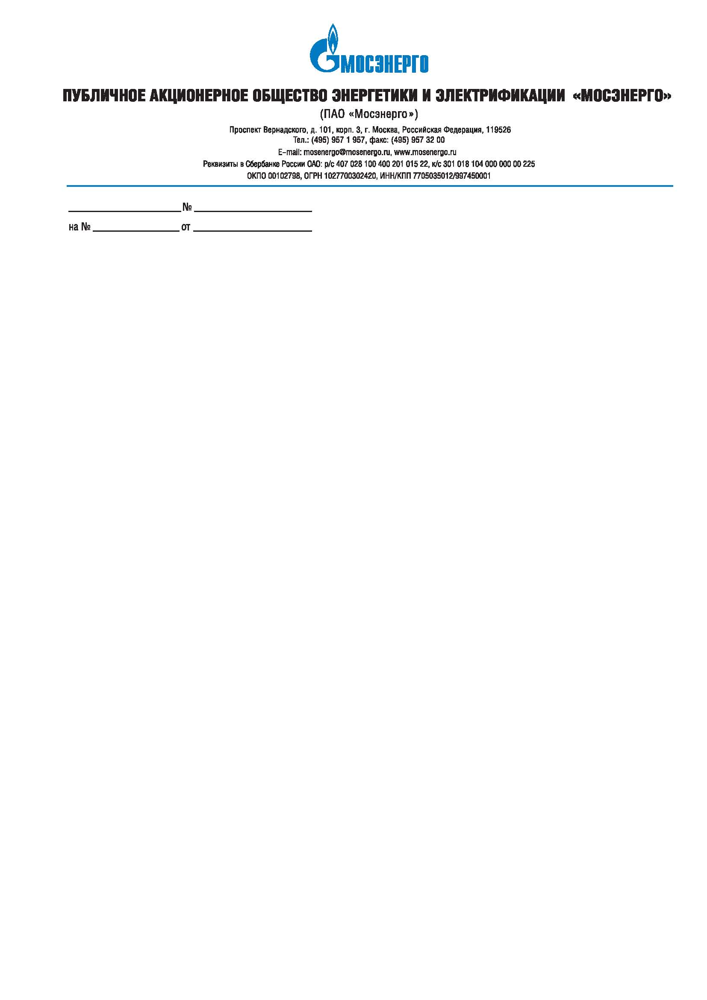 МОСЭНЕРГО
ПУБЛИЧНОЕ АКЦИОНЕРНОЕ ОБЩЕСТВО ЭНЕРГЕТИКИ И ЭЛЕКТРИФИКАЦИИ «МОСЭНЕРГО»
(ПАО «Мосэнерго»)
Проспект Вернадского, д. 101, корп. 3, г. Москва, Российская Федерация, 119526
Тел.: (495) 957 1 957, факс: (495) 957 32 00
E-mail: mosenergo@mosenergo.ru, www.mosenergo.ru
Реквизиты в Сбербанке России ОАО: р/с 407 028 100 400 201 015 22, к/с 301 018 104 000 000 00 225
ОКПО 00102798, ОГРН 1027700302420, ИНН/КПП 7705035012/997450001
№
на № от